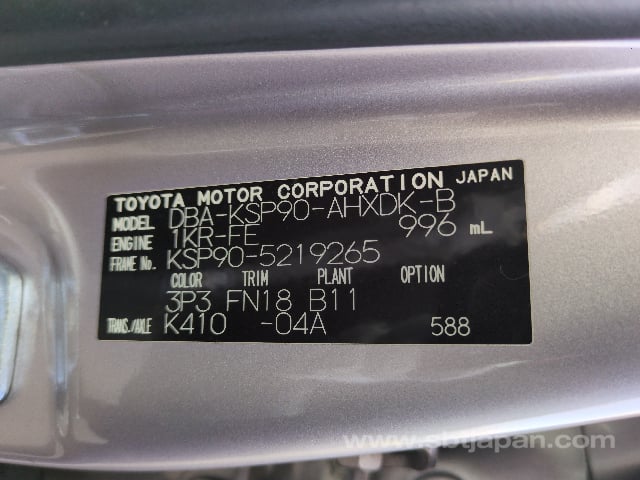 TOYOTA MOTOR CORPORATION JAPAN
MODEL DBA-KSP90-AHXDK-B
ENGINE 1KR-FE 996 mL
FRAME No. KSP90-5219265
COLOR TRIM PLANT OPTION
3P3 FN18 B11
TRANS./AXLE K410 -04A 588
www.sbtjapan.com